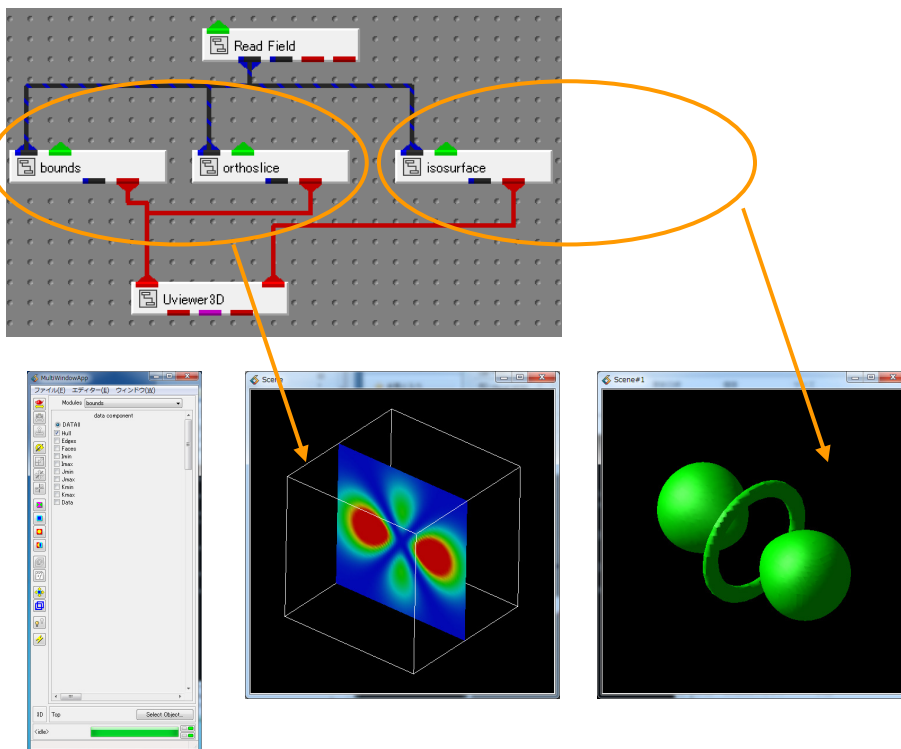 Read Field
bounds
orthoslice
isosurface
Uviewer3D
MultiWindowApp
ファイル(F) エディター(E) ウィンドウ(W)
Modules bounds
data component
DATAII
Hull
Edges
Faces
Imin
Imax
Jmin
Jmax
Kmin
Kmax
Data
Top
Select Object...
<idle>
Scene
Scene#1